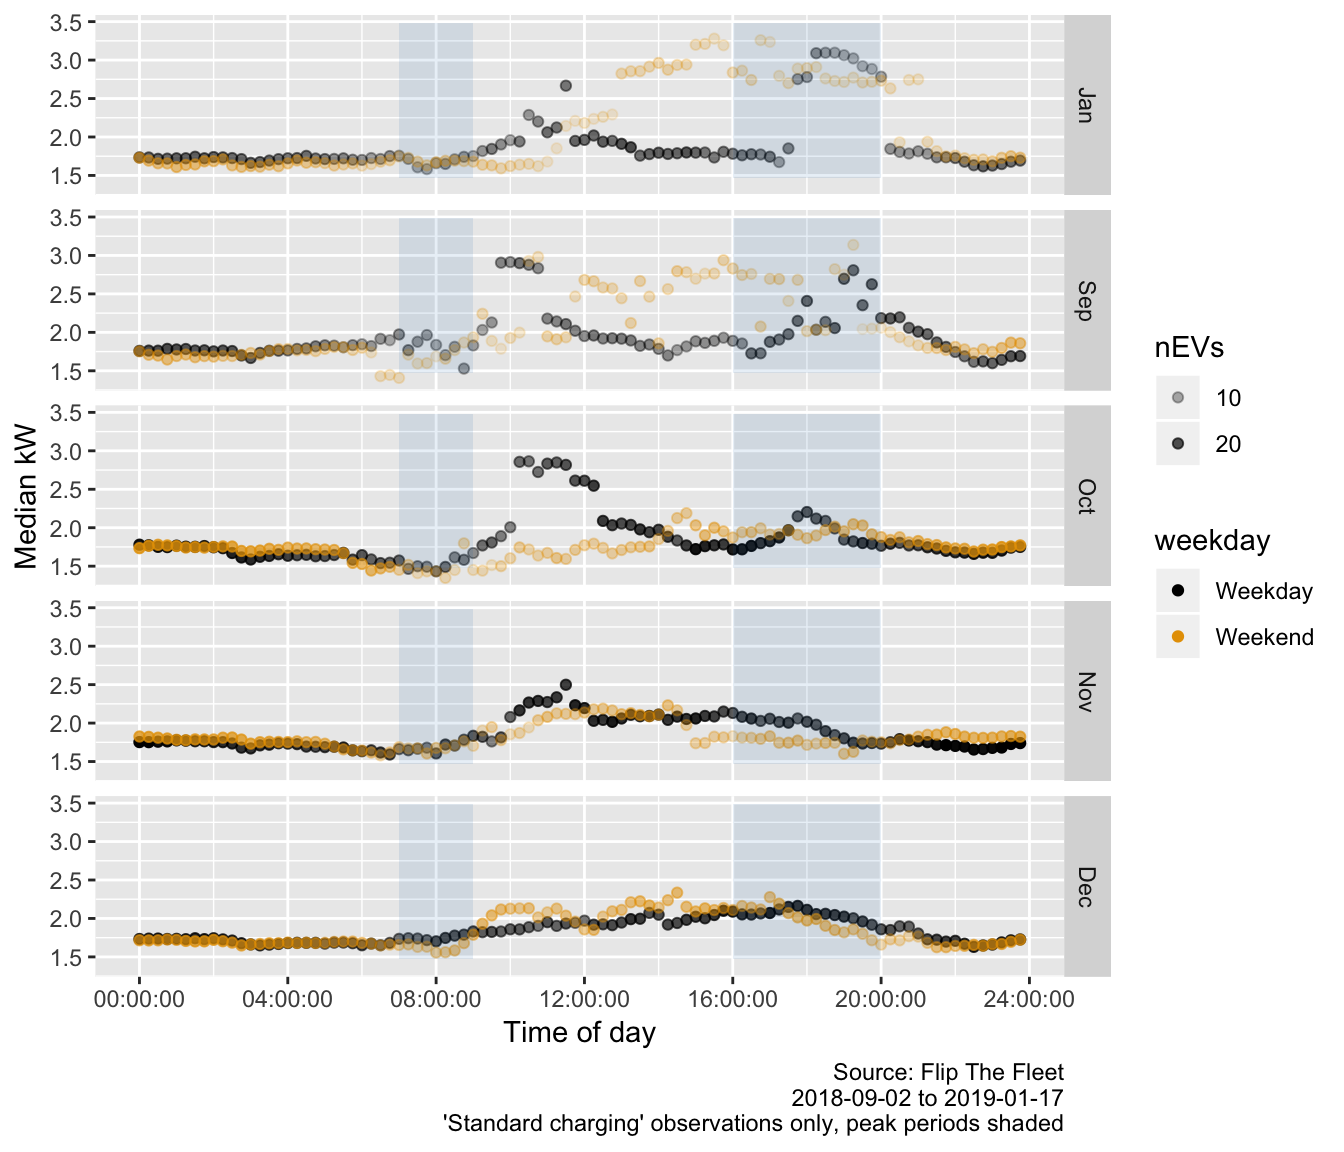 3.5
3.0
2.5
2.0
1.5
Jan
3.5
3.0
2.5
2.0
1.5
Sep
3.5
3.0
2.5
2.0
1.5
Oct
3.5
3.0
2.5
2.0
1.5
Nov
3.5
3.0
2.5
2.0
1.5
Dec
Median kW
00:00:00 04:00:00 08:00:00 12:00:00 16:00:00 20:00:00 24:00:00
Time of day
nEVs
10
20
weekday
Weekday
Weekend
Source: Flip The Fleet
2018-09-02 to 2019-01-17
'Standard charging' observations only, peak periods shaded